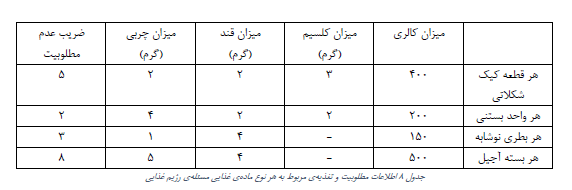 میزان کالری میزان کلسیم (گرم) میزان قند (گرم) میزان چربی (گرم) ضریب عدم مطلوبیت
هر قطعه کیک شکلاتی ۴۰۰ ۳ ۲ ۲ ۵
هر واحد بستنی ۲۰۰ ۲ ۲ ۴ ۲
هر بطری نوشابه ۱۵۰ - ۴ ۱ ۳
هر بسته آجیل ۵۰۰ - ۴ ۵ ۸
جدول ۸ اطلاعات مطلوبیت و تغذیه‌ی مربوط به هر نوع ماده‌ی غذایی مسئله‌ی رژیم غذایی